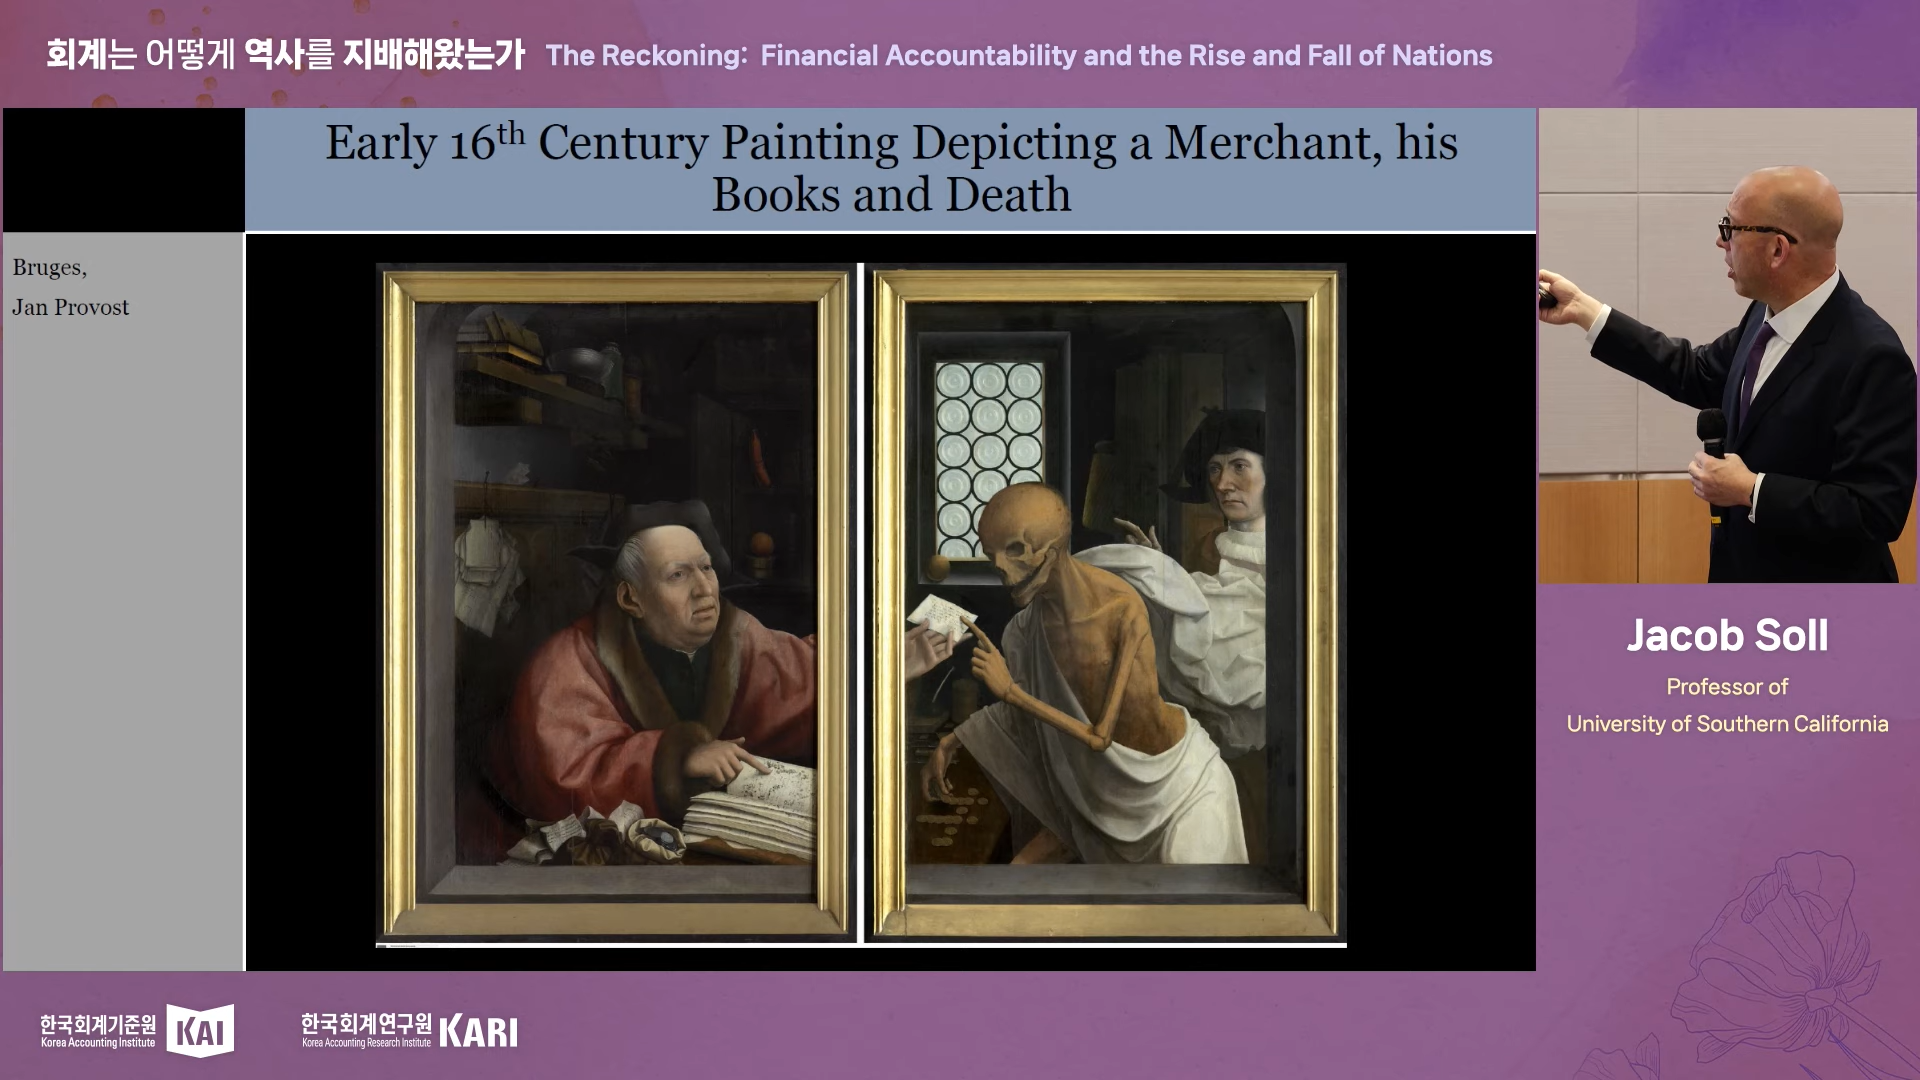 회계는 어떻게 역사를 지배해왔는가 The Reckoning: Financial Accountability and the Rise and Fall of Nations
Early 16th Century Painting Depicting a Merchant, his
Books and Death
Bruges,
Jan Provost
Jacob Soll
Professor of
University of Southern California
한국회계기준원
Korea Accounting Institute
KAI
한국회계연구원
Korea Accounting Research Institute
KARI